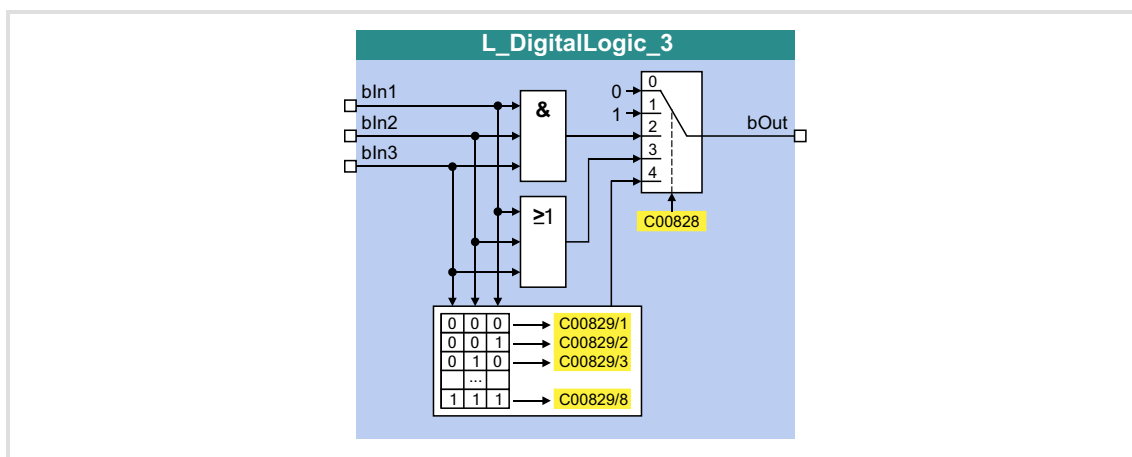 L_DigitalLogic_3
bIn1
bIn2
bIn3
&
≥1
0
1
0
1
2
3
4
bOut
C00828
0 0 0 C00829/1
0 0 1 C00829/2
0 1 0 C00829/3
...
1 1 1 C00829/8